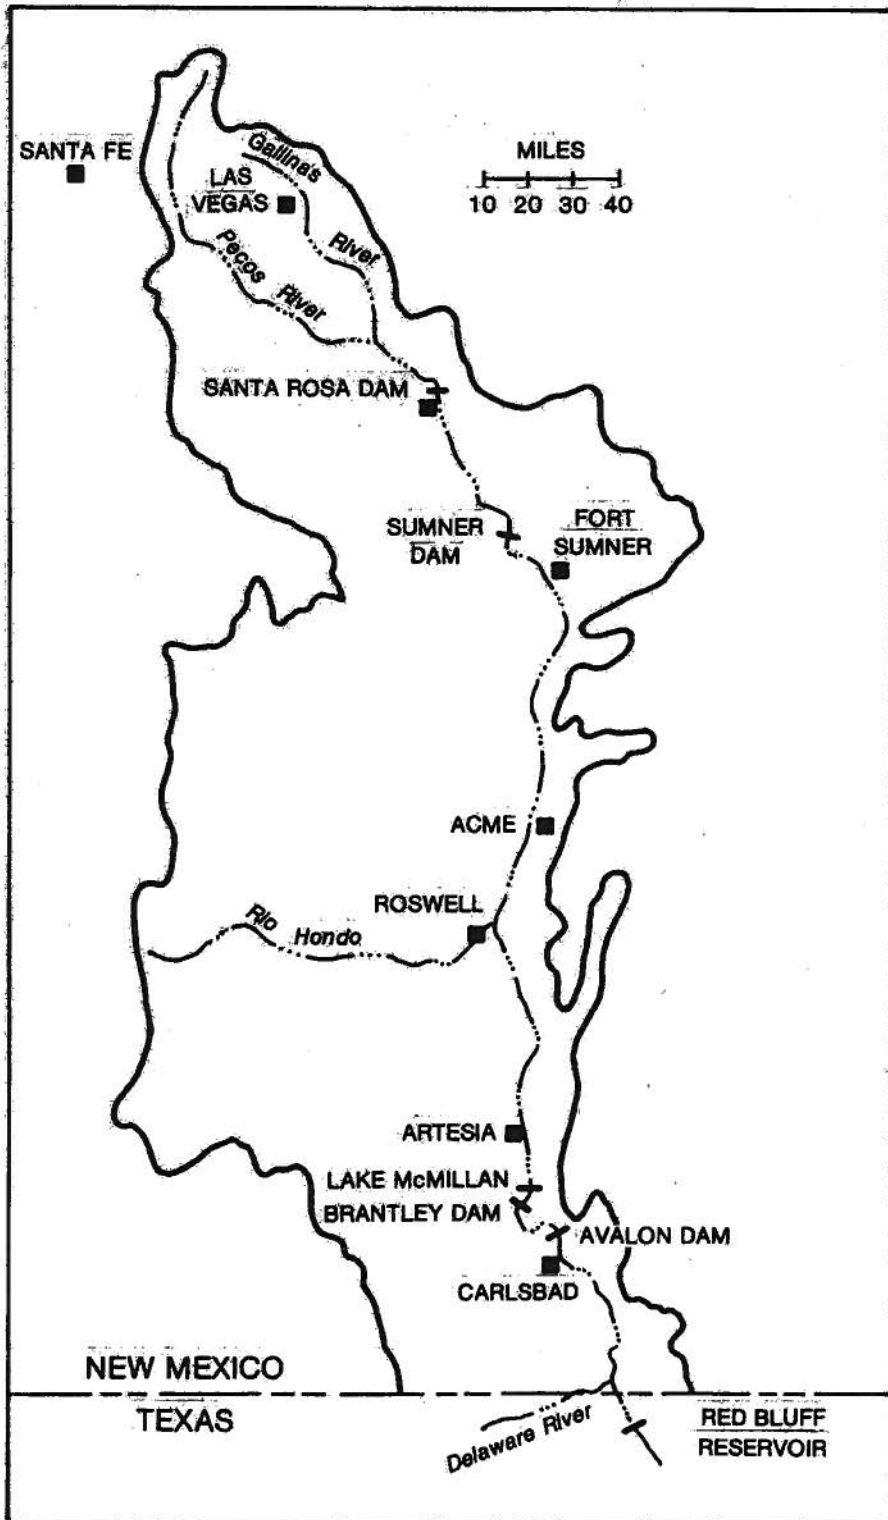 SANTA FE
Gallinas
River
MILES
10 20 30 40
LAS
VEGAS
Pecos
River
SANTA ROSA DAM
SUMNER
DAM
FORT
SUMNER
ACME
ROSWELL
Rio Hondo
ARTESIA
LAKE McMILLAN
BRANTLEY DAM
AVALON DAM
CARLSBAD
NEW MEXICO
TEXAS
Delaware River
RED BLUFF
RESERVOIR